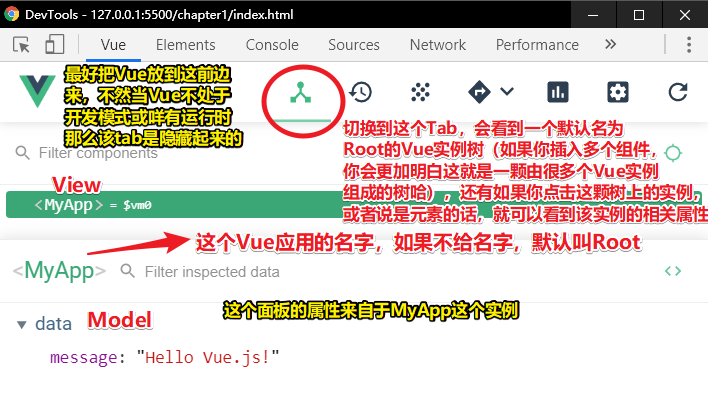 DevTools - 127.0.0.1:5500/chapter1/index.html
Vue Elements Console Sources Network Performance »
最好把Vue放到这前边
来，不然当Vue不处于
开发模式或咩有运行时
那么该tab是隐藏起来的
切换到这个Tab，会看到一个默认名为
Root的Vue实例树（如果你插入多个组件，
你会更加明白这就是一颗由很多个Vue实例
组成的树哈），还有如果你点击这颗树上的实例，
或者说是元素的话，就可以看到该实例的相关属性
Filter components
View
<MyApp> = $vm0
这个Vue应用的名字，如果不给名字，默认叫Root
<MyApp> Filter inspected data <>
这个面板的属性来自于MyApp这个实例
data Model
message: "Hello Vue.js!"